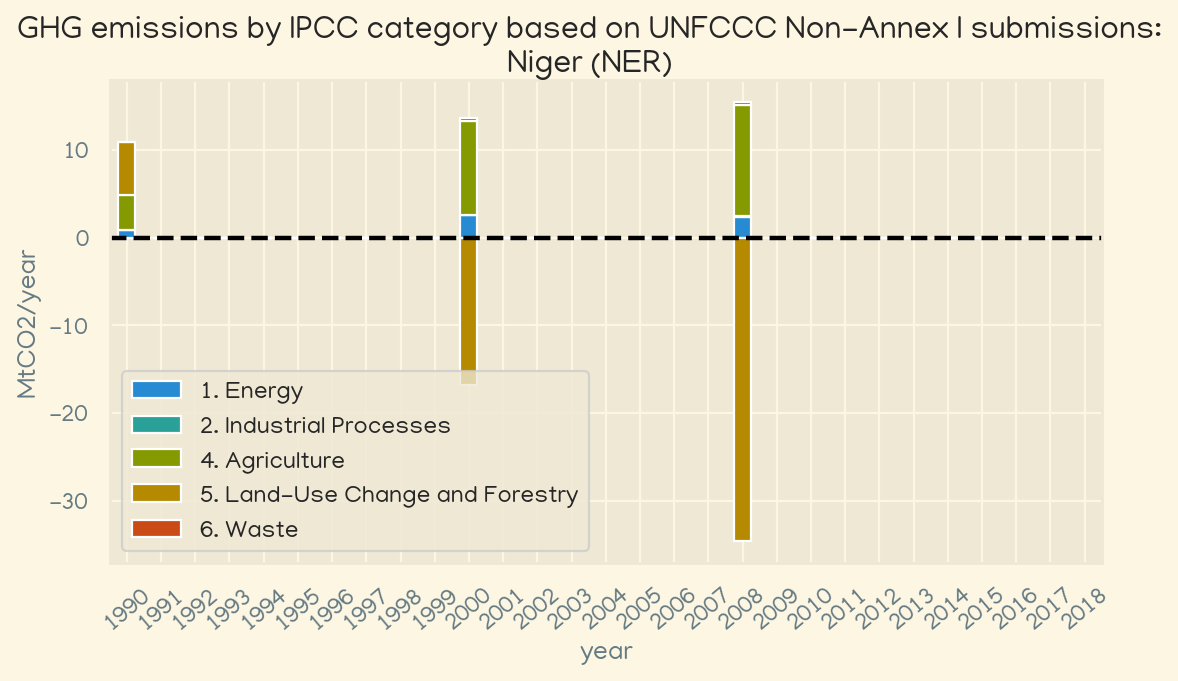 GHG emissions by IPCC category based on UNFCCC Non-Annex I submissions:
Niger (NER)
MtCO2/year
10
0
-10
-20
-30
1. Energy
2. Industrial Processes
4. Agriculture
5. Land-Use Change and Forestry
6. Waste
1990 1991 1992 1993 1994 1995 1996 1997 1998 1999 2000 2001 2002 2003 2004 2005 2006 2007 2008 2009 2010 2011 2012 2013 2014 2015 2016 2017 2018
year